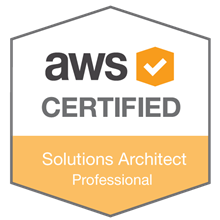 aws
CERTIFIED
Solutions Architect
Professional